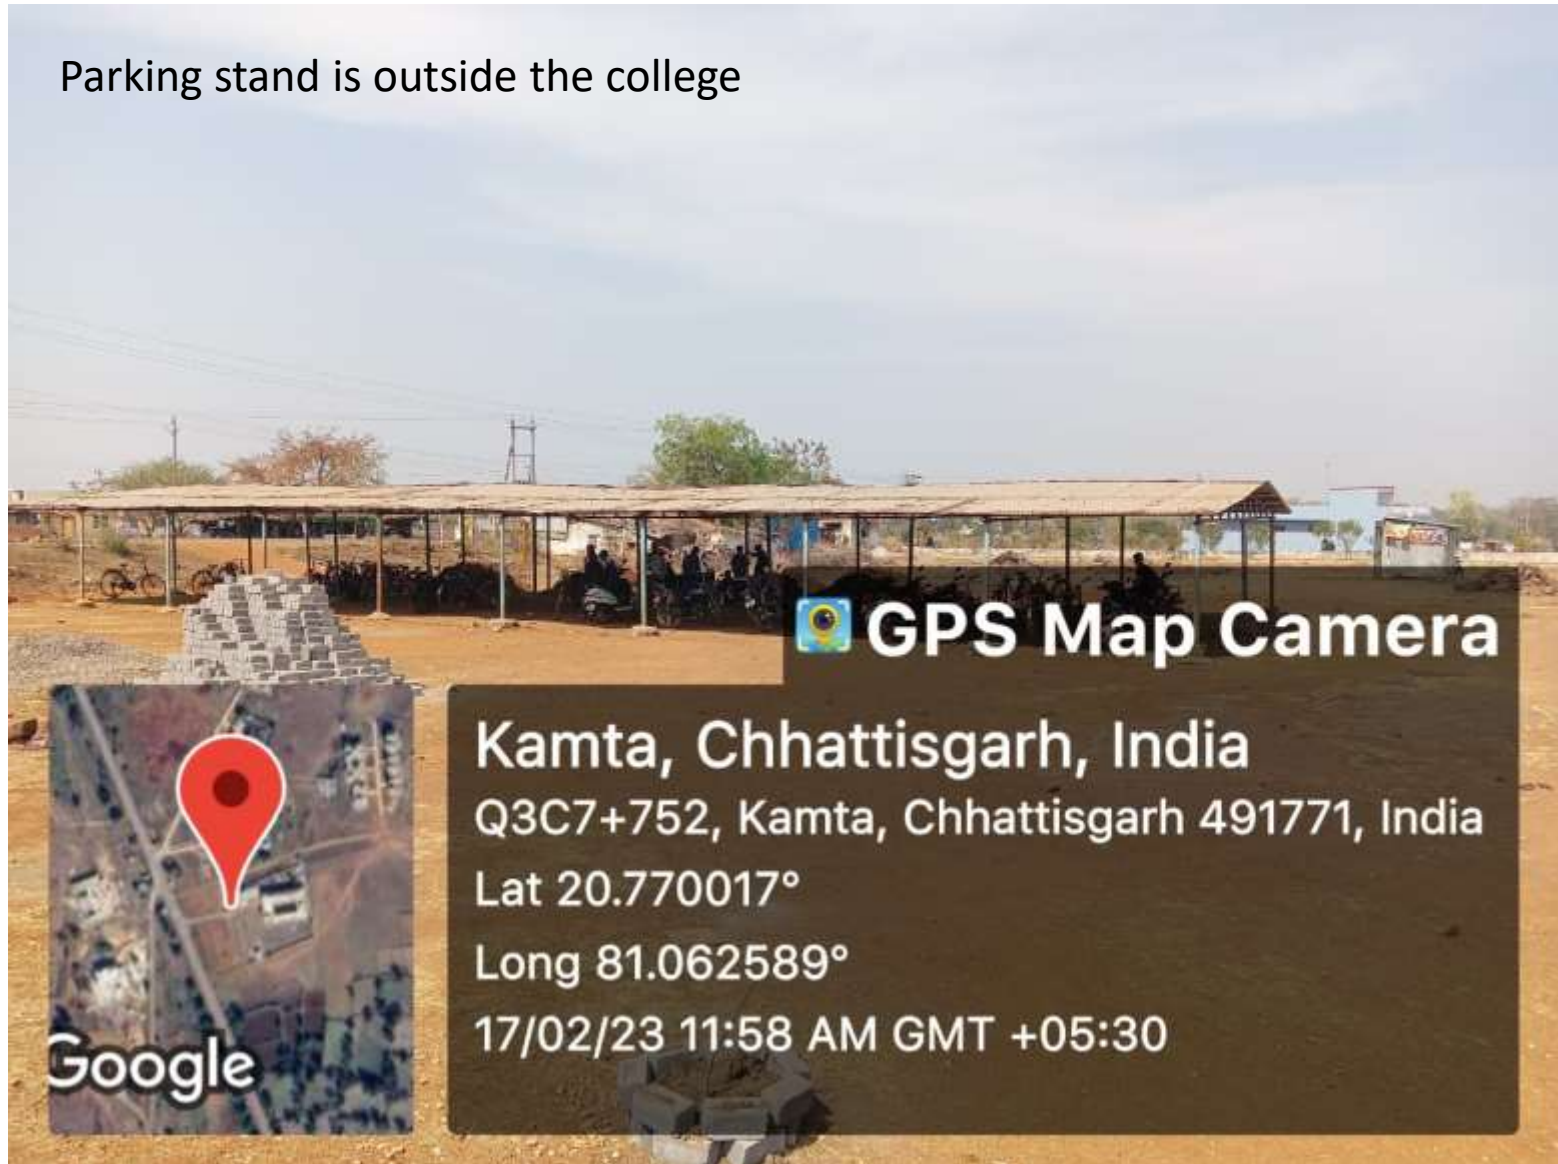 Parking stand is outside the college
GPS Map Camera
Kamta, Chhattisgarh, India
Q3C7+752, Kamta, Chhattisgarh 491771, India
Lat 20.770017°
Long 81.062589°
17/02/23 11:58 AM GMT +05:30
Google